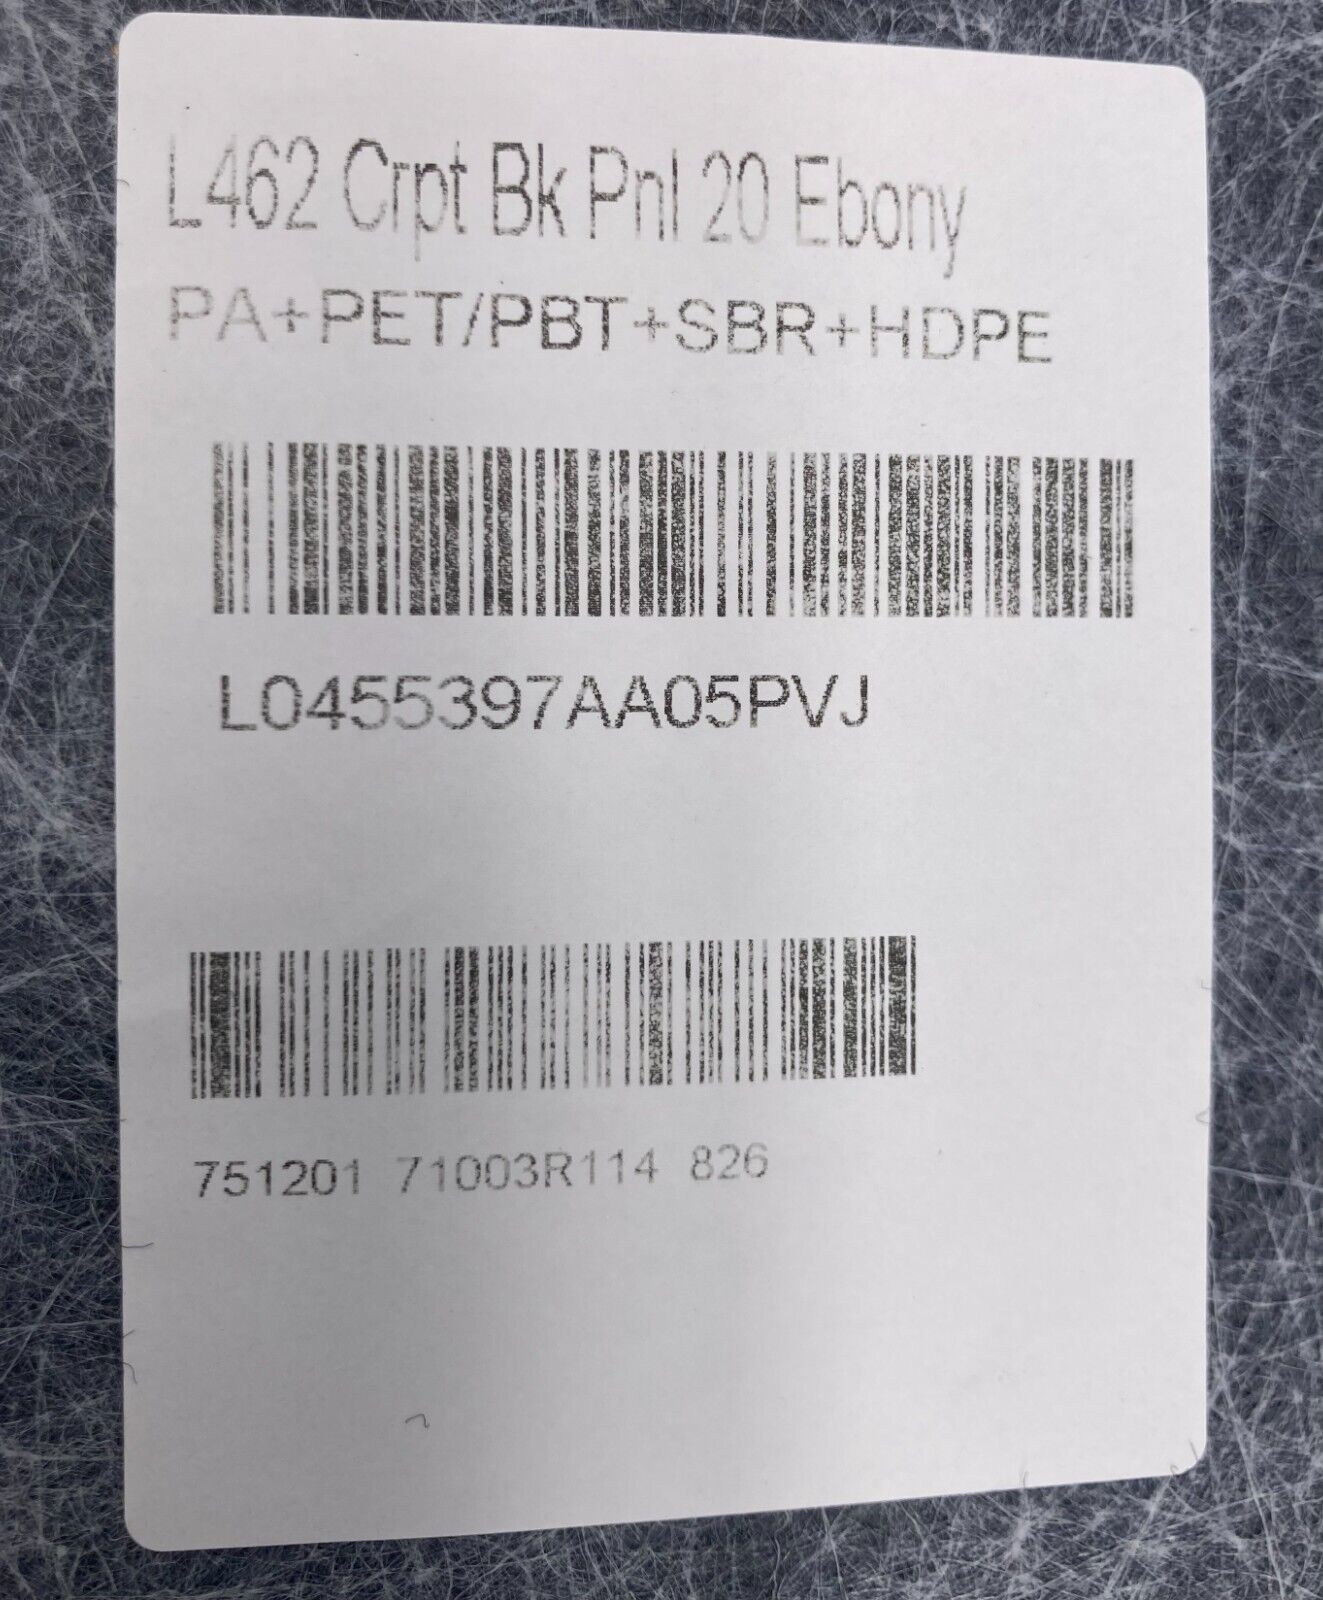 L462 Crpt Bk Pnl 20 Ebony
PA+PET/PBT+SBR+HDPE
L0455397AA05PVJ
751201 71003R114 826